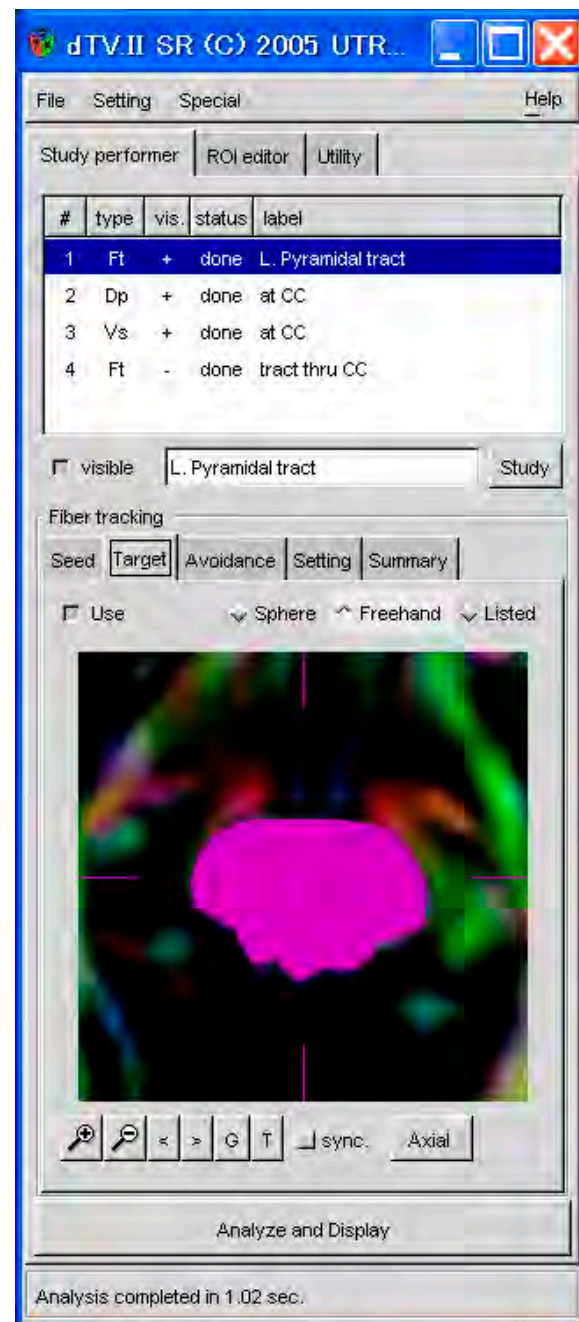 dTV.II SR (C) 2005 UTR...
File Setting Special Help
Study performer ROI editor Utility
# type vis. status label
1 Ft + done L. Pyramidal tract
2 Dp + done at CC
3 Vs + done at CC
4 Ft - done tract thru CC
visible L. Pyramidal tract Study
Fiber tracking
Seed Target Avoidance Setting Summary
Use Sphere Freehand Listed
< > G T sync. Axial
Analyze and Display
Analysis completed in 1.02 sec.